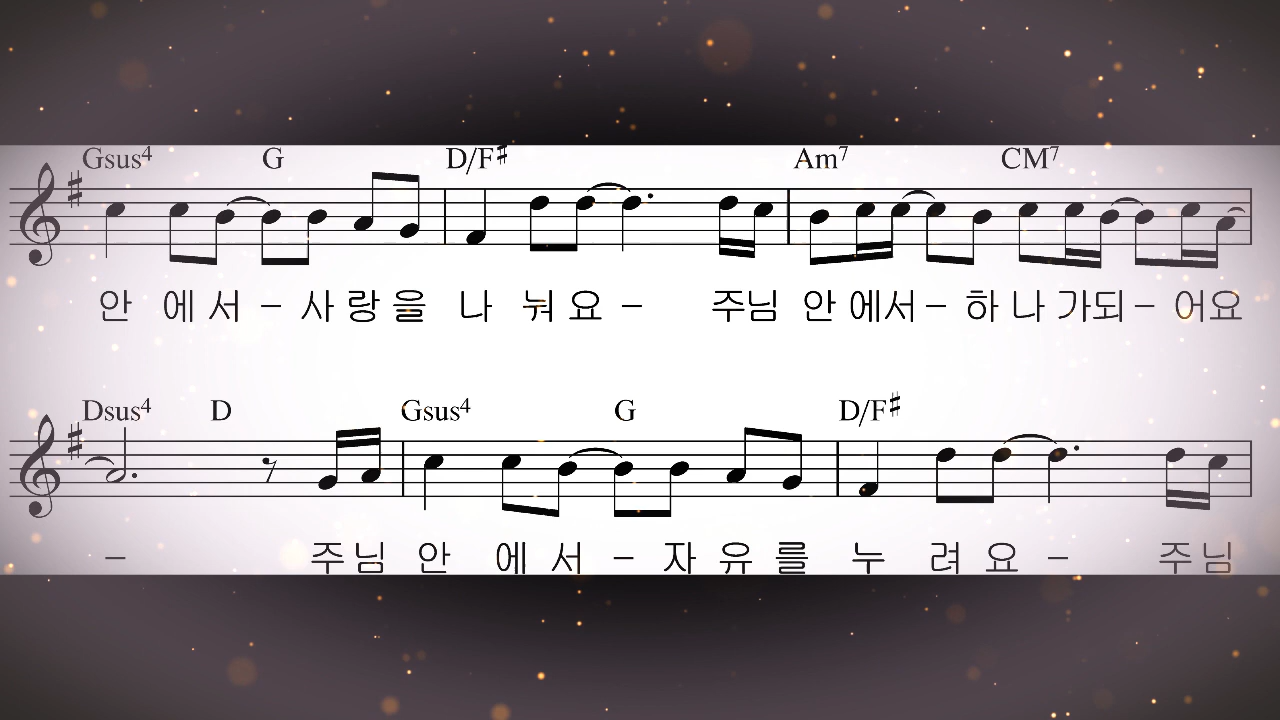 Gsus4 G D/F♯ Am7 CM7
안 에 서 – 사 랑 을 나 눠 요 – 주님 안 에서 – 하 나 가되 – 어요
Dsus4 D Gsus4 G D/F♯
– 주 님 안 에 서 – 자 유 를 누 려 요 – 주 님